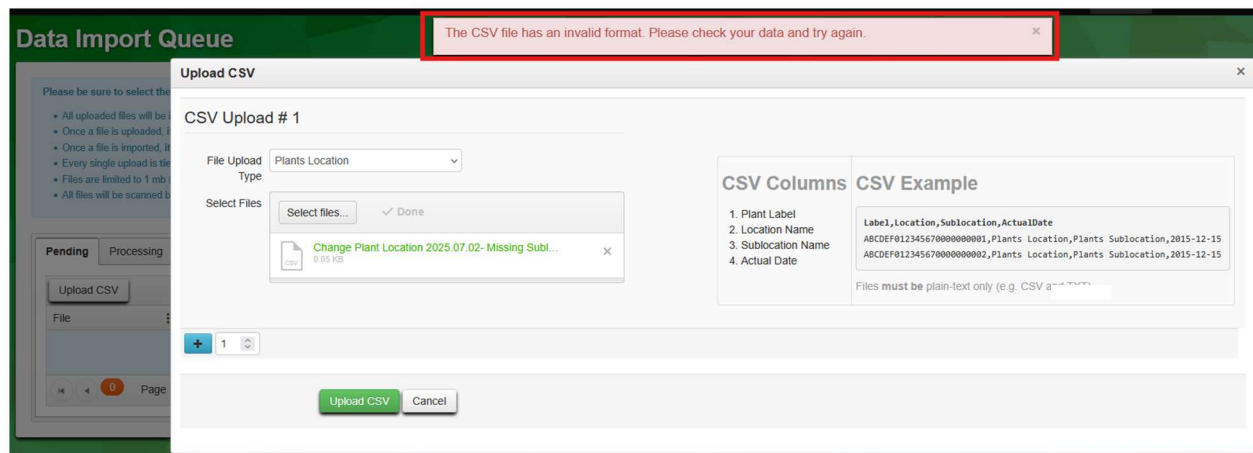 Data Import Queue
The CSV file has an invalid format. Please check your data and try again. ×
Upload CSV ×
Please be sure to select the
• All uploaded files will be
• Once a file is uploaded,
• Once a file is imported, it
• Every single upload is tie
• Files are limited to 1 mb
• All files will be scanned b
CSV Upload # 1
File Upload Type Plants Location
Select Files Select files... ✓ Done
Change Plant Location 2025.07.02- Missing Subl... ×
CSV 0.05 KB
CSV Columns
1. Plant Label
2. Location Name
3. Sublocation Name
4. Actual Date
CSV Example
Label,Location,Sublocation,ActualDate
ABCDEF012345670000000001,Plants Location,Plants Sublocation,2015-12-15
ABCDEF012345670000000002,Plants Location,Plants Sublocation,2015-12-15
Files must be plain-text only (e.g. CSV and
Pending Processing
Upload CSV
File
0 Page
+ 1
Upload CSV Cancel